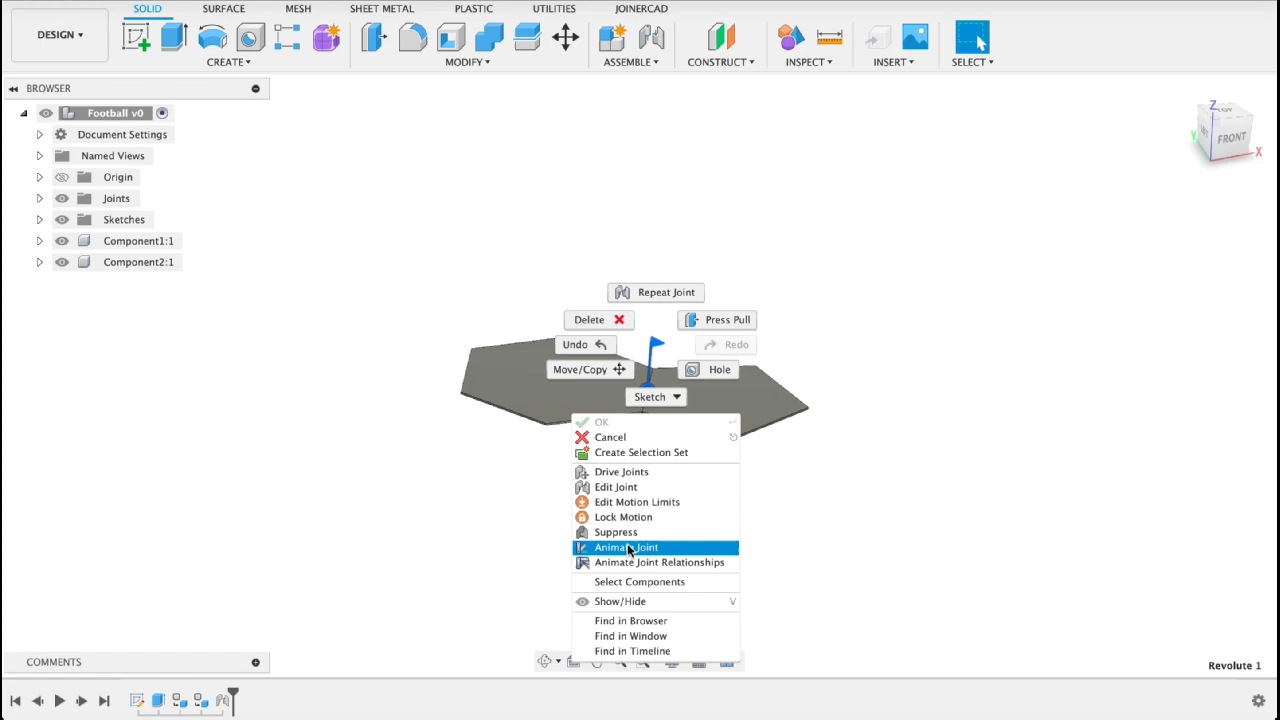 SOLID SURFACE MESH SHEET METAL PLASTIC UTILITIES JOINERCAD
DESIGN
CREATE MODIFY ASSEMBLE CONSTRUCT INSPECT INSERT SELECT
BROWSER
Football v0
Document Settings
Named Views
Origin
Joints
Sketches
Component1:1
Component2:1
Z
TOP
Y
FRONT
X
Repeat Joint
Delete
Press Pull
Undo
Redo
Move/Copy
Hole
Sketch
OK
Cancel
Create Selection Set
Drive Joints
Edit Joint
Edit Motion Limits
Lock Motion
Suppress
Animate Joint
Animate Joint Relationships
Select Components
Show/Hide V
Find in Browser
Find in Window
Find in Timeline
COMMENTS
Revolute 1